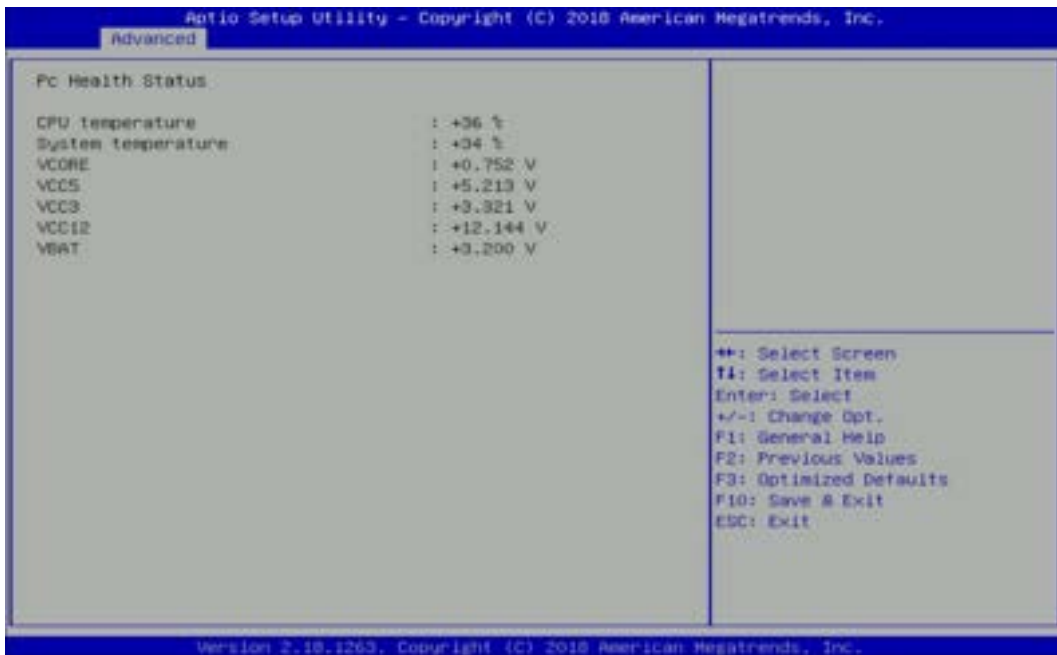 Aptio Setup Utility – Copyright (C) 2018 American Megatrends, Inc.
Advanced
Pc Health Status
CPU temperature : +36 %
System temperature : +34 %
VCORE : +0.752 V
VCC5 : +5.213 V
VCC3 : +3.321 V
VCC12 : +12.144 V
VBAT : +3.200 V
→←: Select Screen
↑↓: Select Item
Enter: Select
+/-: Change Opt.
F1: General Help
F2: Previous Values
F3: Optimized Defaults
F10: Save & Exit
ESC: Exit
Version 2.18.1263. Copyright (C) 2018 American Megatrends, Inc.